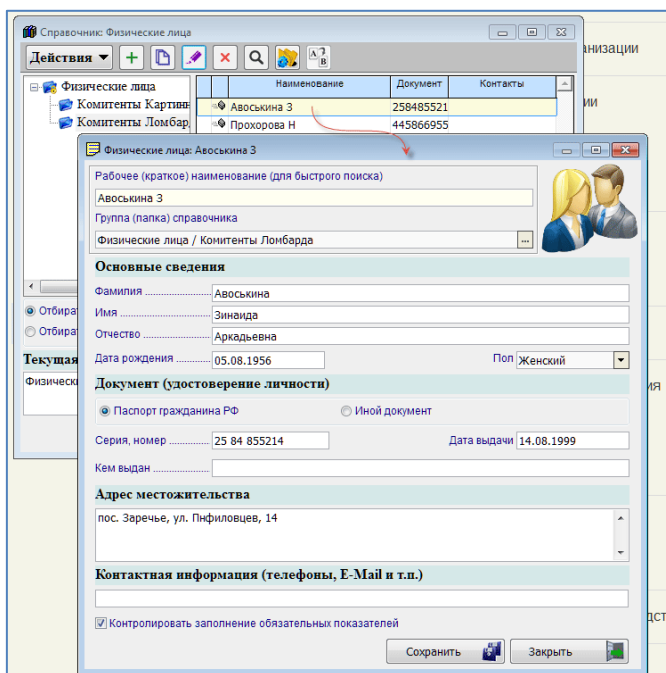 Справочник: Физические лица
Действия
Наименование Документ Контакты
Физические лица
Комитенты Картинн
Комитенты Ломбар
Авоськина З 258485521
Прохорова Н 445866955
Отбира
Отбира
Текущая
Физически
низации
ии
ия
дст
Физические лица: Авоськина З
Рабочее (краткое) наименование (для быстрого поиска)
Авоськина З
Группа (папка) справочника
Физические лица / Комитенты Ломбарда
...
Основные сведения
Фамилия Авоськина
Имя Зинаида
Отчество Аркадьевна
Дата рождения 05.08.1956 Пол Женский
Документ (удостоверение личности)
Паспорт гражданина РФ Иной документ
Серия, номер 25 84 855214 Дата выдачи 14.08.1999
Кем выдан
Адрес местожительства
пос. Заречье, ул. Пнфиловцев, 14
Контактная информация (телефоны, E-Mail и т.п.)
Контролировать заполнение обязательных показателей
Сохранить Закрыть